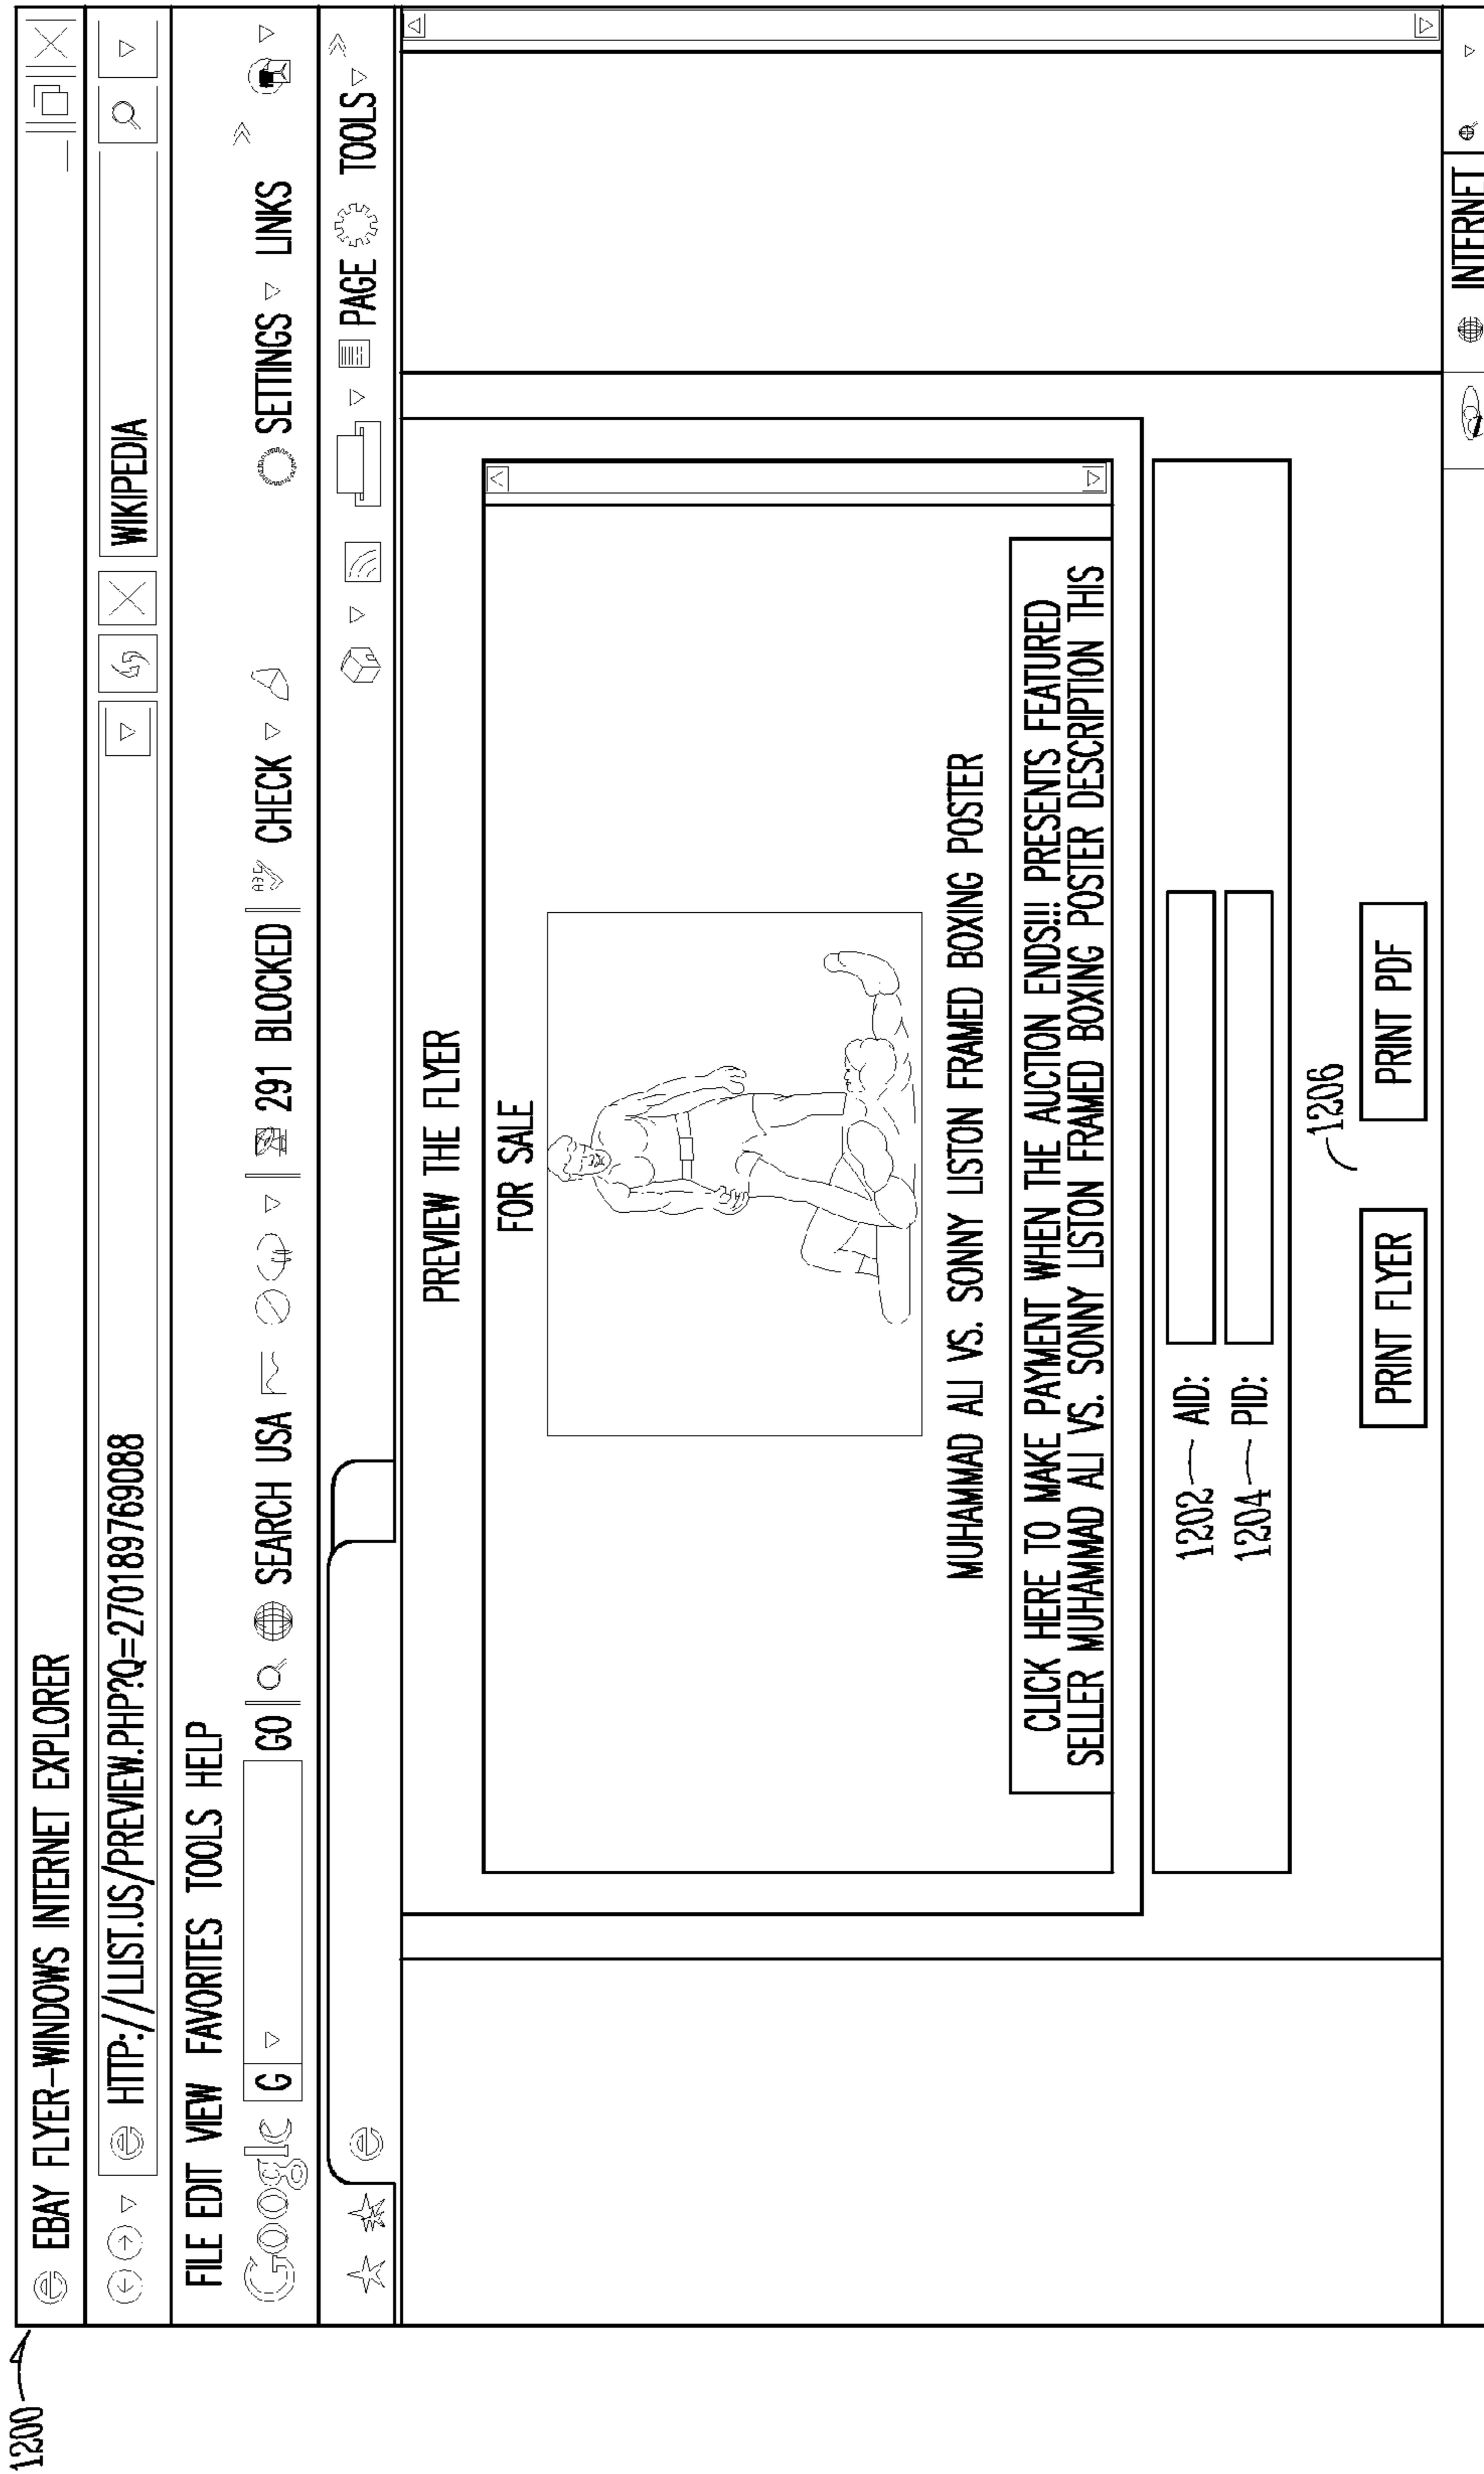 1200
EBAY FLYER-WINDOWS INTERNET EXPLORER
HTTP://LLIST.US/PREVIEW.PHP?Q=270189769088 WIKIPEDIA
FILE EDIT VIEW FAVORITES TOOLS HELP
Google G GO SEARCH USA 291 BLOCKED ABC CHECK SETTINGS LINKS
PAGE TOOLS
PREVIEW THE FLYER
FOR SALE
MUHAMMAD ALI VS. SONNY LISTON FRAMED BOXING POSTER
CLICK HERE TO MAKE PAYMENT WHEN THE AUCTION ENDS!!! PRESENTS FEATURED
SELLER MUHAMMAD ALI VS. SONNY LISTON FRAMED BOXING POSTER DESCRIPTION THIS
1202 AID:
1204 PID:
1206
PRINT FLYER PRINT PDF
INTERNET